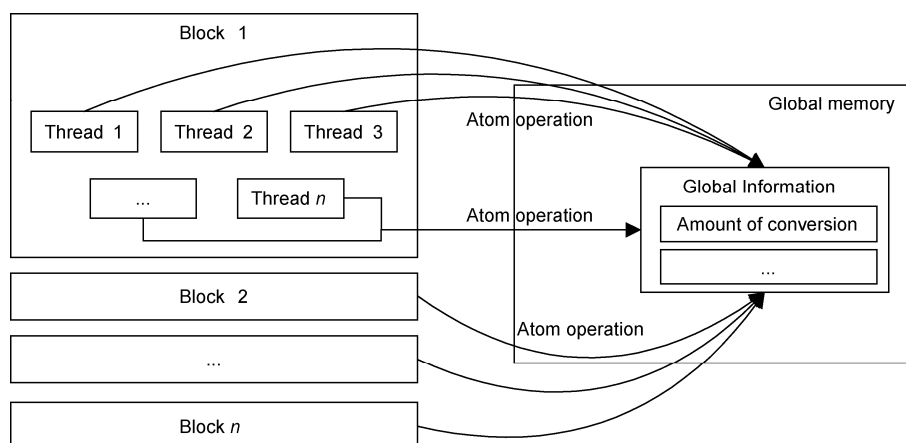 Block 1
Global memory
Thread 1 Thread 2 Thread 3
Atom operation
Global Information
... Thread n
Atom operation
Amount of conversion
...
Block 2
Atom operation
...
Block n